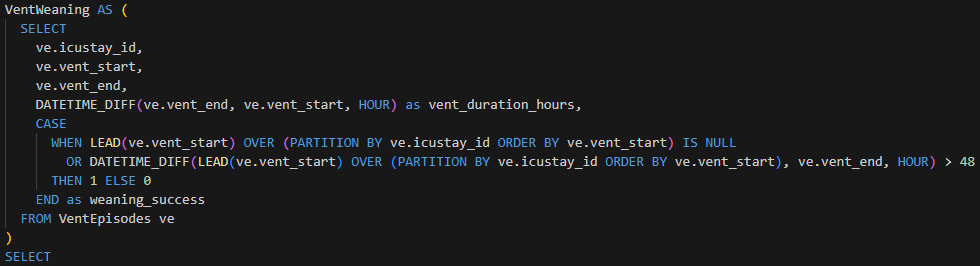 VentWeaning AS (
  SELECT
    ve.icustay_id,
    ve.vent_start,
    ve.vent_end,
    DATETIME_DIFF(ve.vent_end, ve.vent_start, HOUR) as vent_duration_hours,
    CASE
      WHEN LEAD(ve.vent_start) OVER (PARTITION BY ve.icustay_id ORDER BY ve.vent_start) IS NULL
        OR DATETIME_DIFF(LEAD(ve.vent_start) OVER (PARTITION BY ve.icustay_id ORDER BY ve.vent_start), ve.vent_end, HOUR) > 48
      THEN 1 ELSE 0
    END as weaning_success
  FROM VentEpisodes ve
)
SELECT